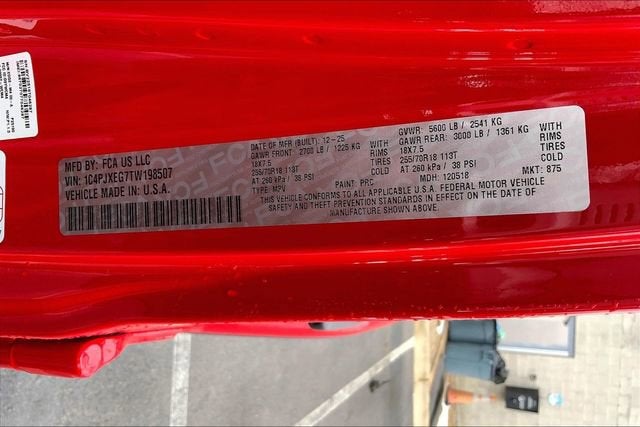 MFD BY: FCA US LLC
VIN: 1C4PJXEG7TW198507
VEHICLE MADE IN U.S.A.
DATE OF MFR (BUILT): 12-25
GAWR FRONT: 2700 LB / 1225 KG WITH
18X7.5 RIMS
255/70R18 113T TIRES
AT 260 kPa / 38 PSI COLD
GVWR: 5600 LB / 2541 KG
GAWR REAR: 3000 LB / 1361 KG WITH
18X7.5 RIMS
255/70R18 113T TIRES
AT 260 kPa / 38 PSI COLD
TYPE: MPV PAINT: PRC MDH: 120518 MKT: 875
THIS VEHICLE CONFORMS TO ALL APPLICABLE U.S.A. FEDERAL MOTOR VEHICLE
SAFETY AND THEFT PREVENTION STANDARDS IN EFFECT ON THE DATE OF
MANUFACTURE SHOWN ABOVE.